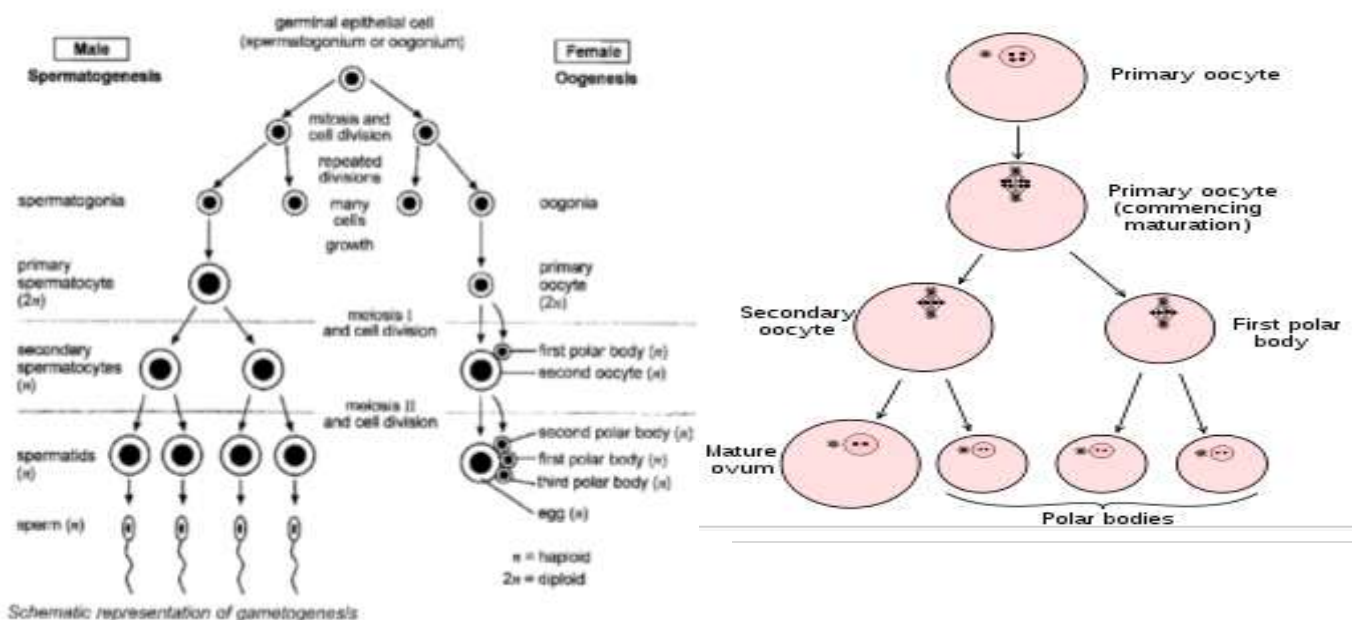 germinal epithelial cell
(spermatogonium or oogonium)
Male
Spermatogenesis
Female
Oogenesis
mitosis and
cell division
repeated
divisions
spermatogonia
many
cells
oogonia
growth
primary
spermatocyte
(2n)
primary
oocyte
(2n)
meiosis I
and cell division
secondary
spermatocytes
(n)
first polar body (n)
second oocyte (n)
meiosis II
and cell division
spermatids
(n)
second polar body (n)
first polar body (n)
third polar body (n)
egg (n)
sperm (n)
n = haploid
2n = diploid
Schematic representation of gametogenesis
Primary oocyte
Primary oocyte
(commencing
maturation)
Secondary
oocyte
First polar
body
Mature
ovum
Polar bodies